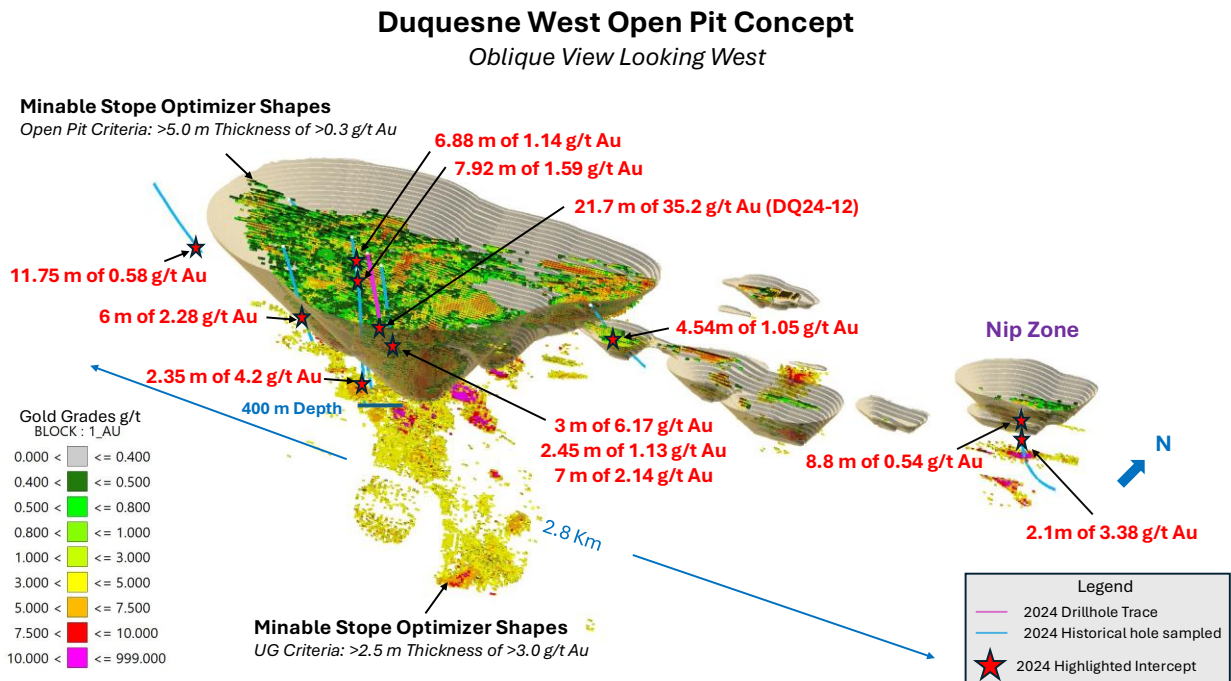 Duquesne West Open Pit Concept
Oblique View Looking West
Minable Stope Optimizer Shapes
Open Pit Criteria: >5.0 m Thickness of >0.3 g/t Au
6.88 m of 1.14 g/t Au
7.92 m of 1.59 g/t Au
21.7 m of 35.2 g/t Au (DQ24-12)
11.75 m of 0.58 g/t Au
6 m of 2.28 g/t Au
4.54m of 1.05 g/t Au
Nip Zone
2.35 m of 4.2 g/t Au
400 m Depth
3 m of 6.17 g/t Au
2.45 m of 1.13 g/t Au
7 m of 2.14 g/t Au
8.8 m of 0.54 g/t Au
N
2.1m of 3.38 g/t Au
2.8 Km
Gold Grades g/t
BLOCK : 1_AU
0.000 < <= 0.400
0.400 < <= 0.500
0.500 < <= 0.800
0.800 < <= 1.000
1.000 < <= 3.000
3.000 < <= 5.000
5.000 < <= 7.500
7.500 < <= 10.000
10.000 < <= 999.000
Minable Stope Optimizer Shapes
UG Criteria: >2.5 m Thickness of >3.0 g/t Au
Legend
2024 Drillhole Trace
2024 Historical hole sampled
2024 Highlighted Intercept